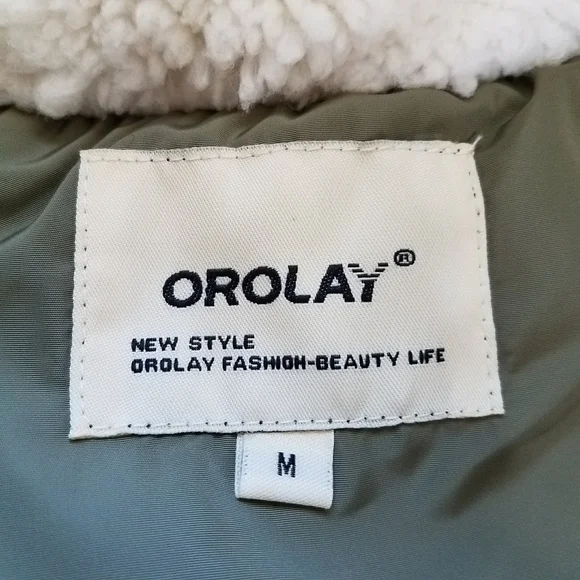 OROLAY®
NEW STYLE
OROLAY FASHION-BEAUTY LIFE
M